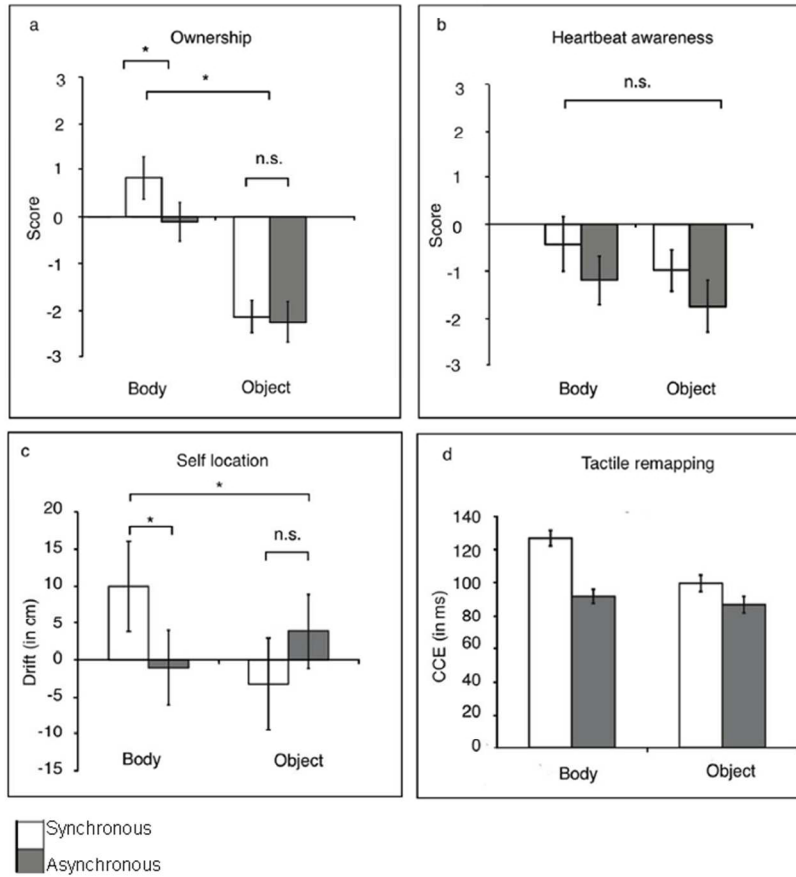 a
Ownership
*
*
n.s.
3
2
1
0
-1
-2
-3
Score
Body
Object
b
Heartbeat awareness
n.s.
3
2
1
0
-1
-2
-3
Score
Body
Object
c
Self location
*
*
n.s.
20
15
10
5
0
-5
-10
-15
Drift (in cm)
Body
Object
d
Tactile remapping
140
120
100
80
60
40
20
0
CCE (in ms)
Body
Object
Synchronous
Asynchronous